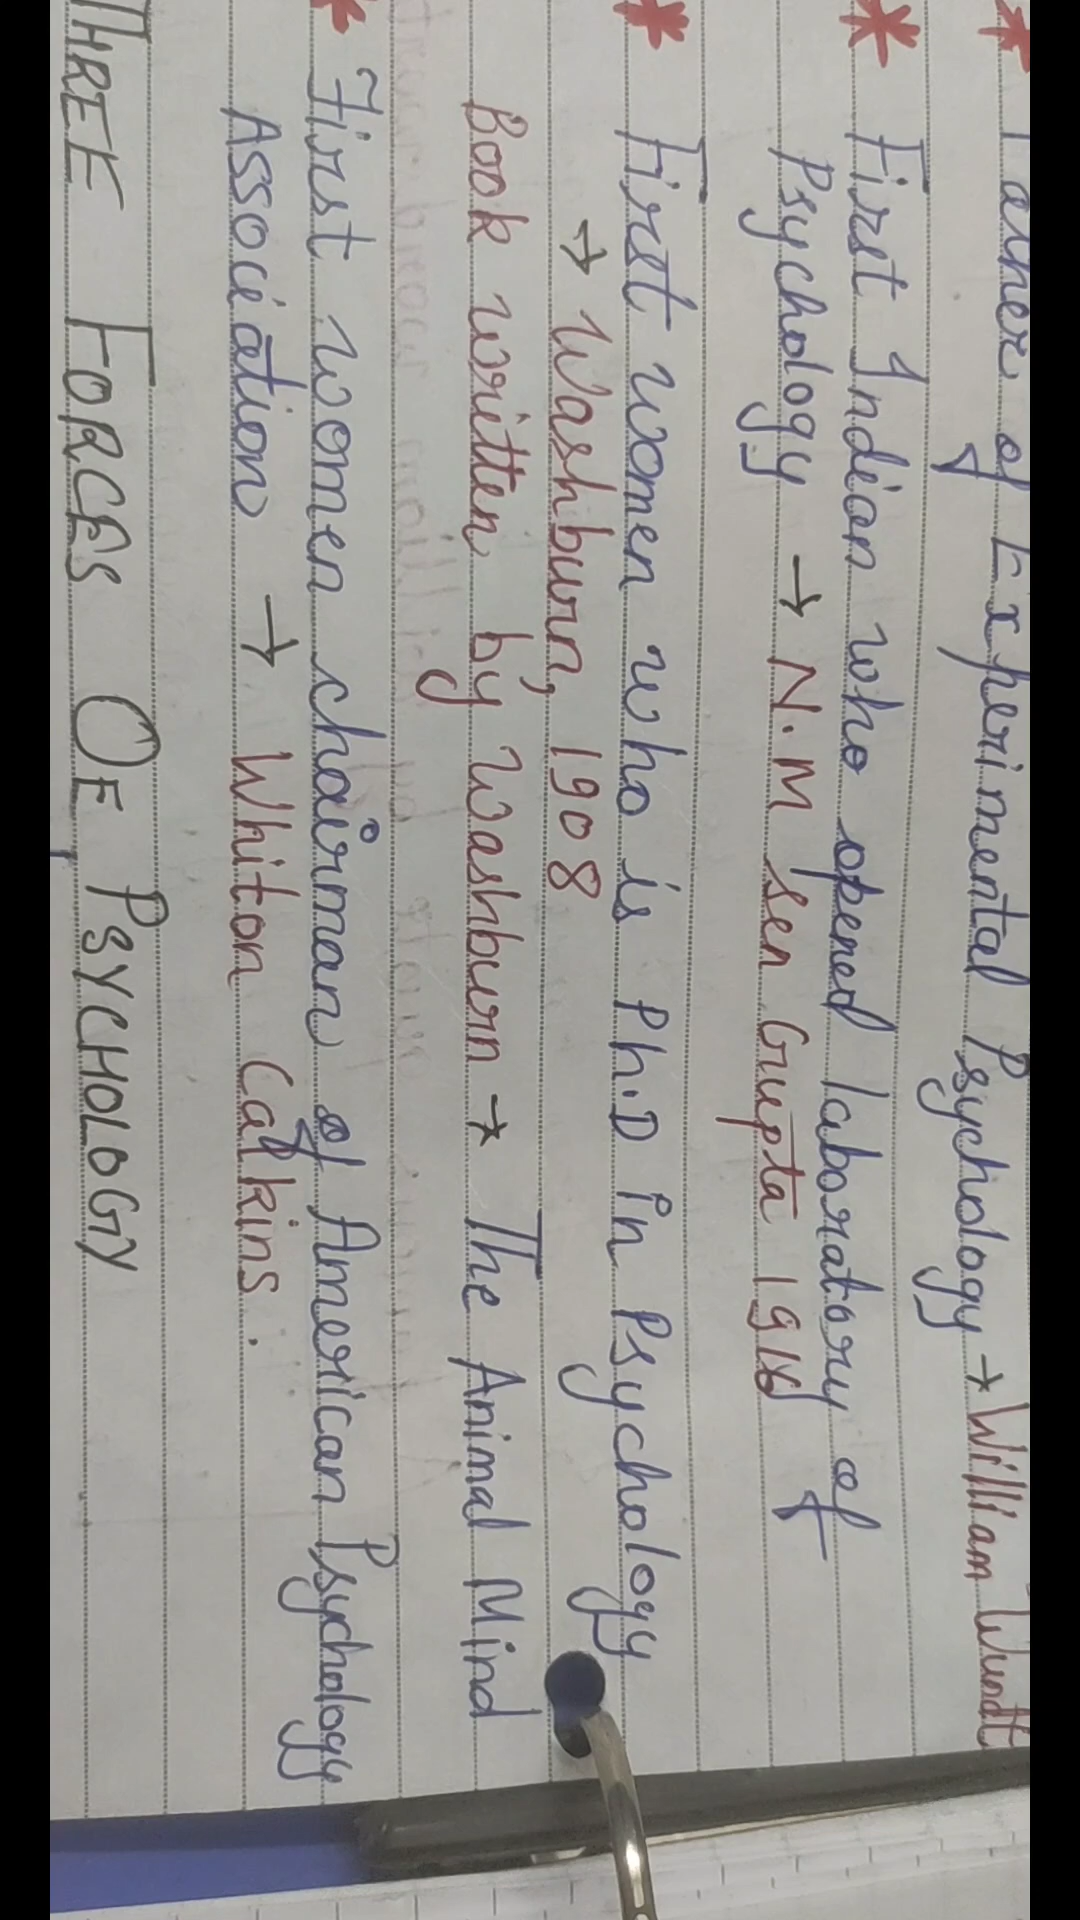 * Father of Experimental Psychology → William Wundt
* First Indian who opened laboratory of
Psychology → N.M sen Gupta 1916
* First women who is Ph.D in Psychology
→ Washburn, 1908
Book written by Washburn → The Animal Mind
* First women chairman of American Psychology
Association → Whiton Calkins.
THREE FORCES OF PSYCHOLOGY